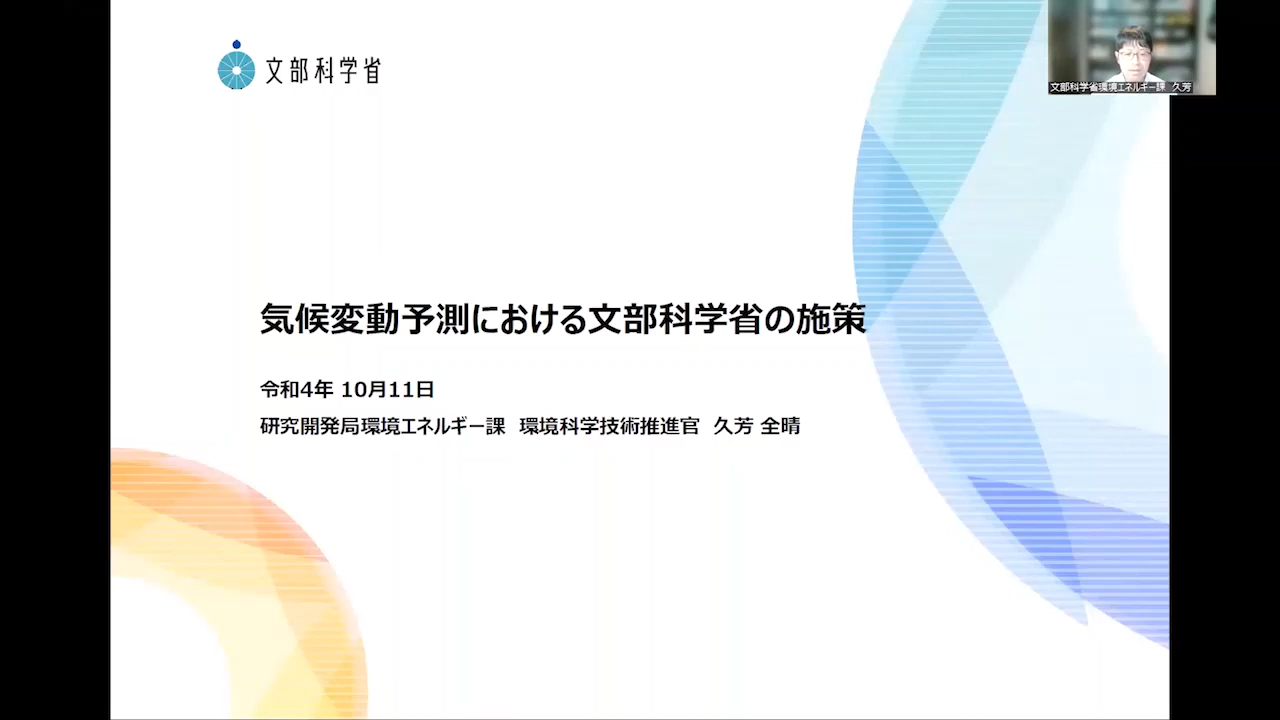 文部科学省
文部科学省環境エネルギー課 久芳
気候変動予測における文部科学省の施策
令和4年 10月11日
研究開発局環境エネルギー課 環境科学技術推進官 久芳 全晴